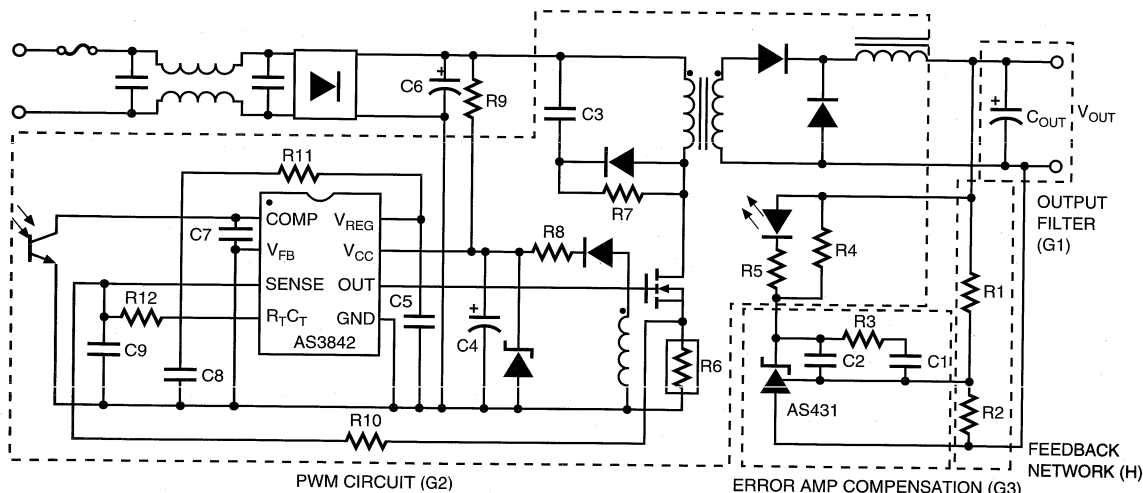 C6
R9
C3
+
C_OUT
V_OUT
R11
R7
OUTPUT
FILTER
(G1)
COMP
V_REG
C7
V_FB
V_CC
R8
R4
R5
SENSE
OUT
R12
C5
R1
R_TC_T
GND
+
C4
R3
AS3842
C9
C8
R6
C2
C1
AS431
R2
R10
FEEDBACK
NETWORK (H)
PWM CIRCUIT (G2)
ERROR AMP COMPENSATION (G3)